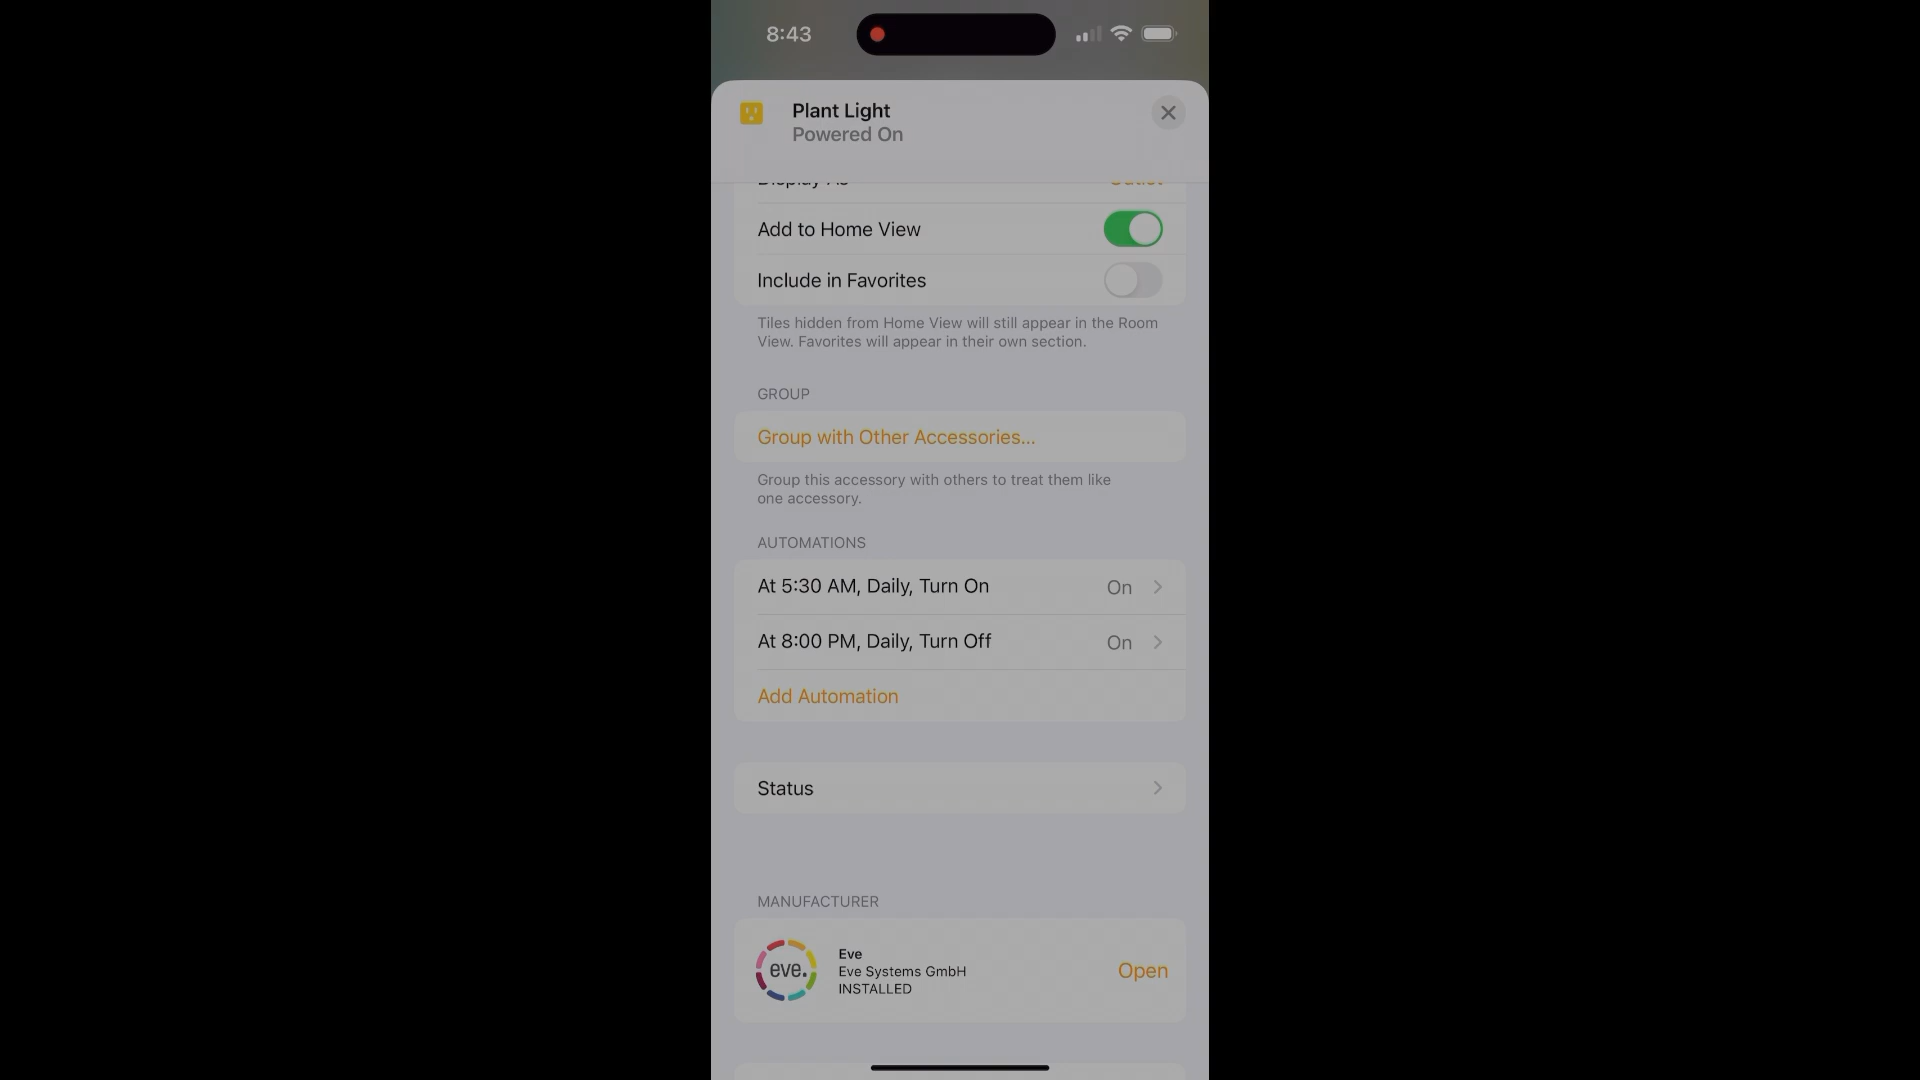 8:43
Plant Light
Powered On
Display As
Outlet
Add to Home View
Include in Favorites
Tiles hidden from Home View will still appear in the Room
View. Favorites will appear in their own section.
GROUP
Group with Other Accessories...
Group this accessory with others to treat them like
one accessory.
AUTOMATIONS
At 5:30 AM, Daily, Turn On
On
At 8:00 PM, Daily, Turn Off
On
Add Automation
Status
MANUFACTURER
eve.
Eve
Eve Systems GmbH
INSTALLED
Open